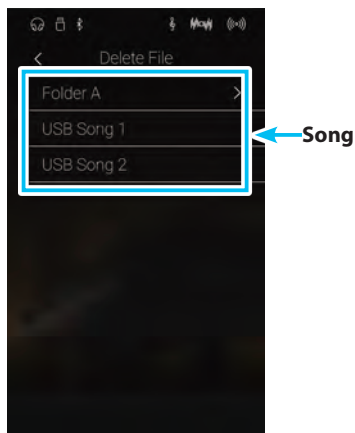 Delete File
Folder A
USB Song 1
Song
USB Song 2